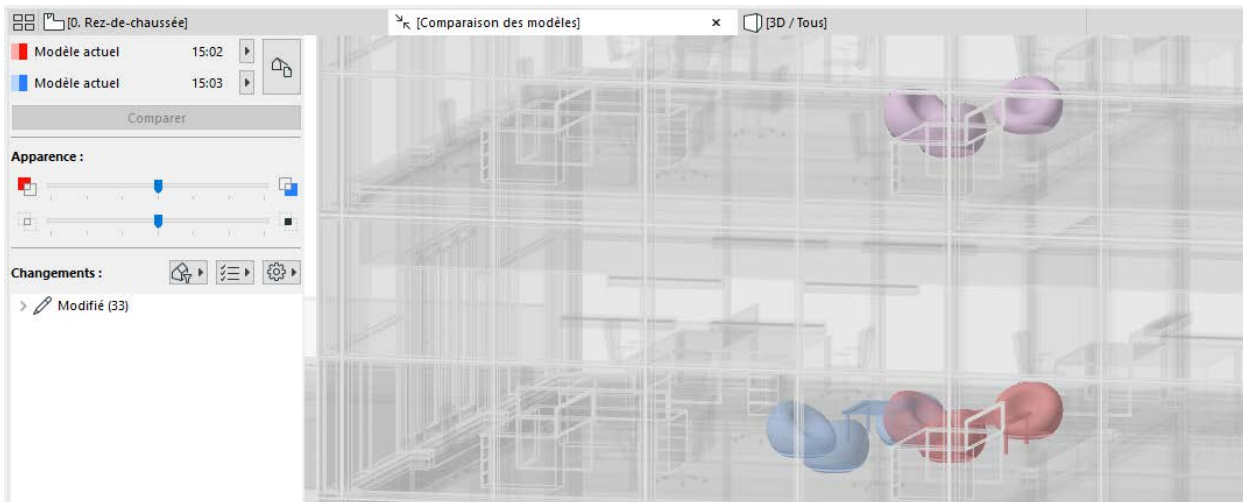 [0. Rez-de-chaussée]
[Comparaison des modèles]
[3D / Tous]
Modèle actuel 15:02
Modèle actuel 15:03
Comparer
Apparence :
Changements :
Modifié (33)